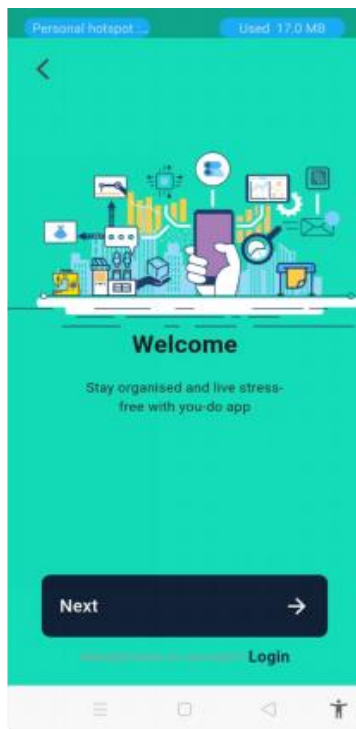 Personal hotspot :...
Used 17.0 MB
Welcome
Stay organised and live stress-
free with you-do app
Next
Login